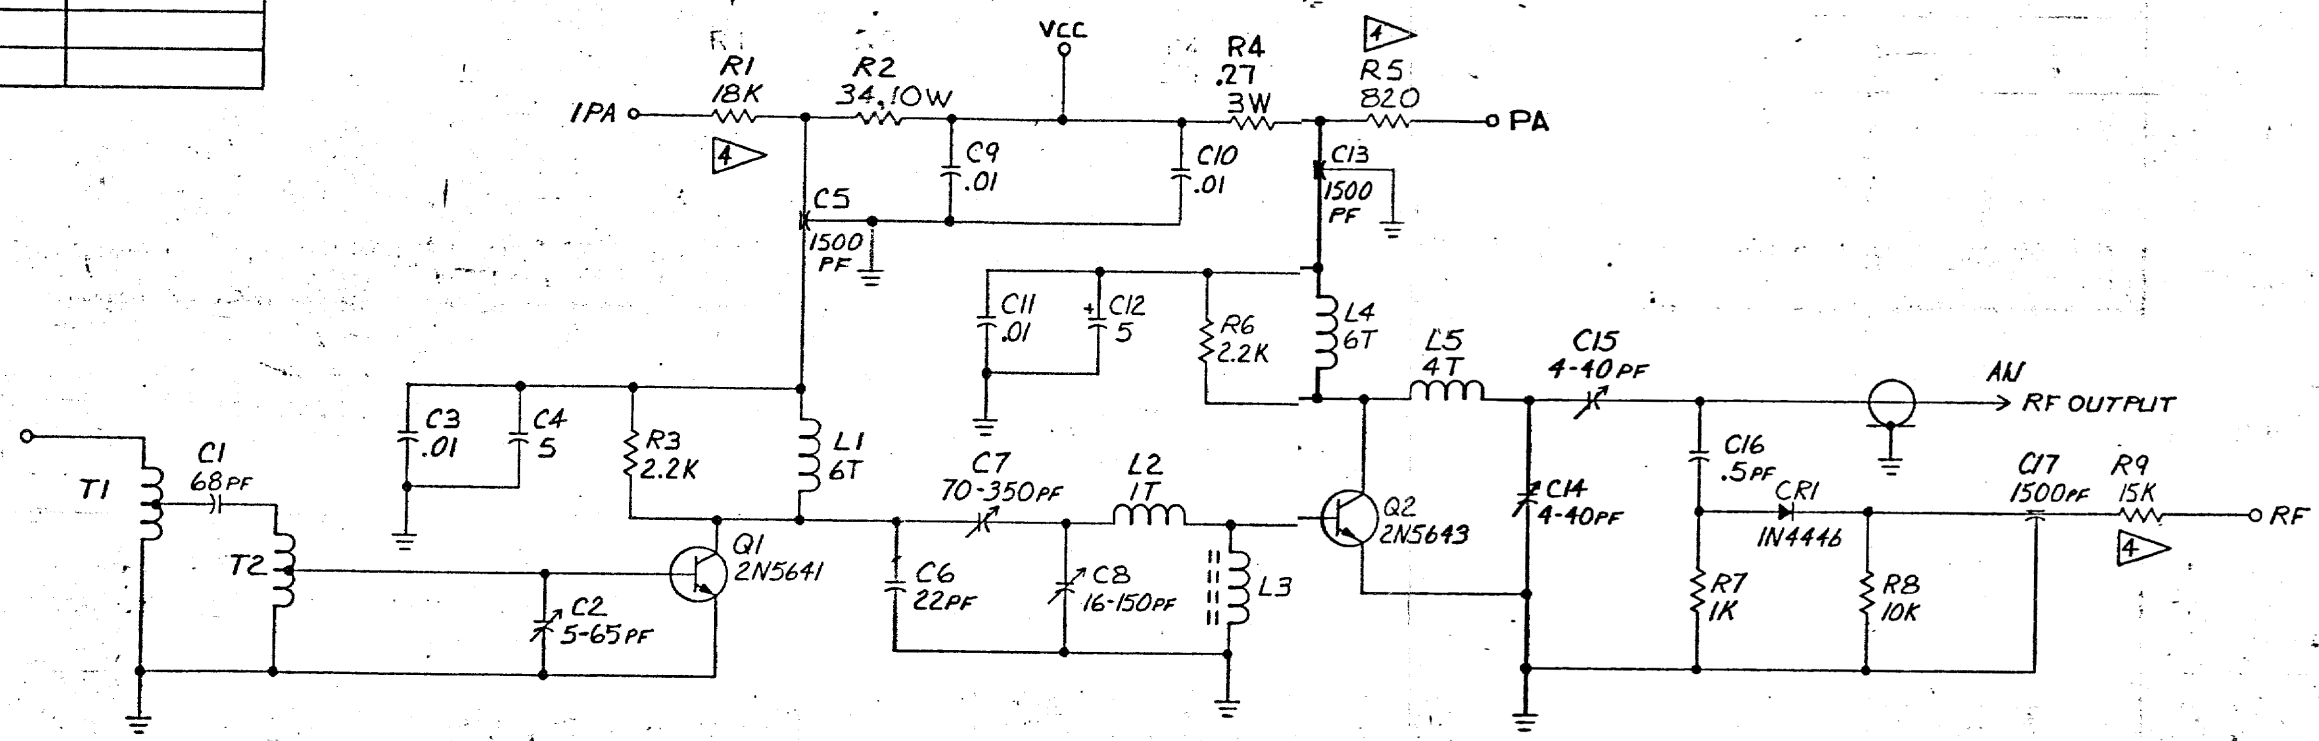 VCC
R1
18K
R2
34,10W
R4
.27
3W
4
R5
820
IPA
PA
4
C9
.01
C10
.01
C13
1500
PF
C5
1500
PF
C11
.01
C12
+
5
R6
2.2K
L4
6T
L5
4T
C15
4-40PF
AN
RF OUTPUT
C3
.01
C4
5
R3
2.2K
L1
6T
C1
68PF
T1
C7
70-350PF
L2
1T
Q2
2N5643
C14
4-40PF
C16
.5PF
CR1
1N4446
C17
1500PF
R9
15K
RF
4
T2
Q1
2N5641
C2
5-65PF
C6
22PF
C8
16-150PF
L3
R7
1K
R8
10K